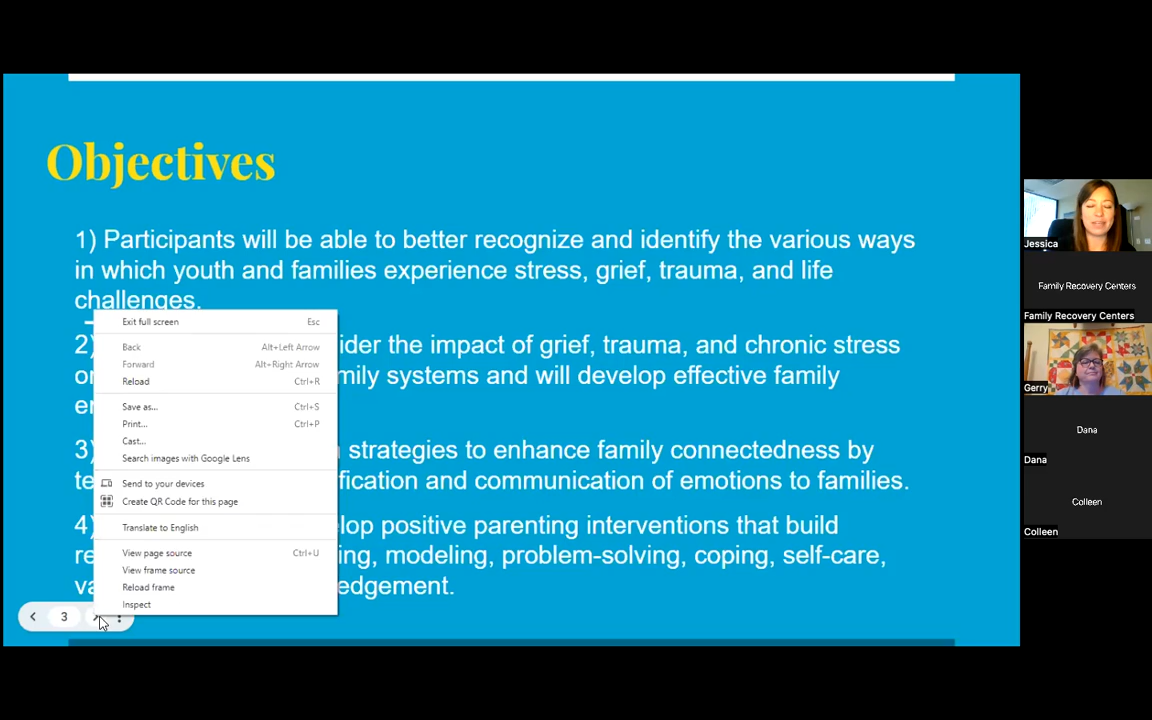 Objectives
1) Participants will be able to better recognize and identify the various ways
in which youth and families experience stress, grief, trauma, and life
challenges.
2) ider the impact of grief, trauma, and chronic stress
or mily systems and will develop effective family
er
3) strategies to enhance family connectedness by
te fication and communication of emotions to families.
4) lop positive parenting interventions that build
re ing, modeling, problem-solving, coping, self-care,
va edgement.
Exit full screen Esc
Back Alt+Left Arrow
Forward Alt+Right Arrow
Reload Ctrl+R
Save as... Ctrl+S
Print... Ctrl+P
Cast...
Search images with Google Lens
Send to your devices
Create QR Code for this page
Translate to English
View page source Ctrl+U
View frame source
Reload frame
Inspect
3
Jessica
Family Recovery Centers
Family Recovery Centers
Gerry
Dana
Dana
Colleen
Colleen